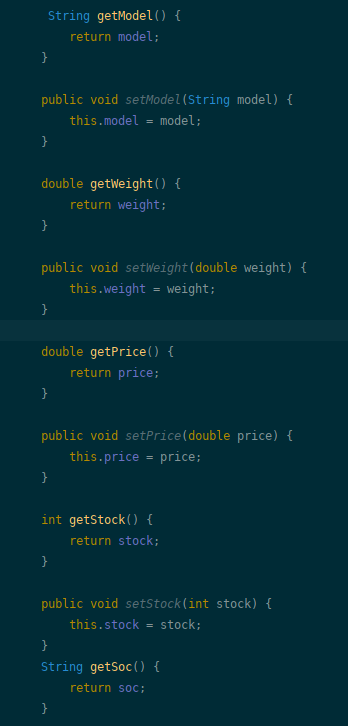 String getModel() {
return model;
}
public void setModel(String model) {
this.model = model;
}
double getWeight() {
return weight;
}
public void setWeight(double weight) {
this.weight = weight;
}
double getPrice() {
return price;
}
public void setPrice(double price) {
this.price = price;
}
int getStock() {
return stock;
}
public void setStock(int stock) {
this.stock = stock;
}
String getSoc() {
return soc;
}